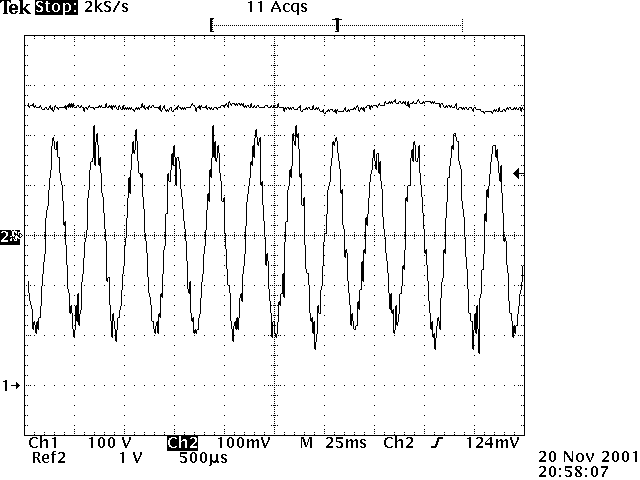 Tek Stop: 2kS/s 11 Acqs
2
1
Ch1 100 V Ch2 100mV M 25ms Ch2 124mV
Ref2 1 V 500µs
20 Nov 2001
20:58:07